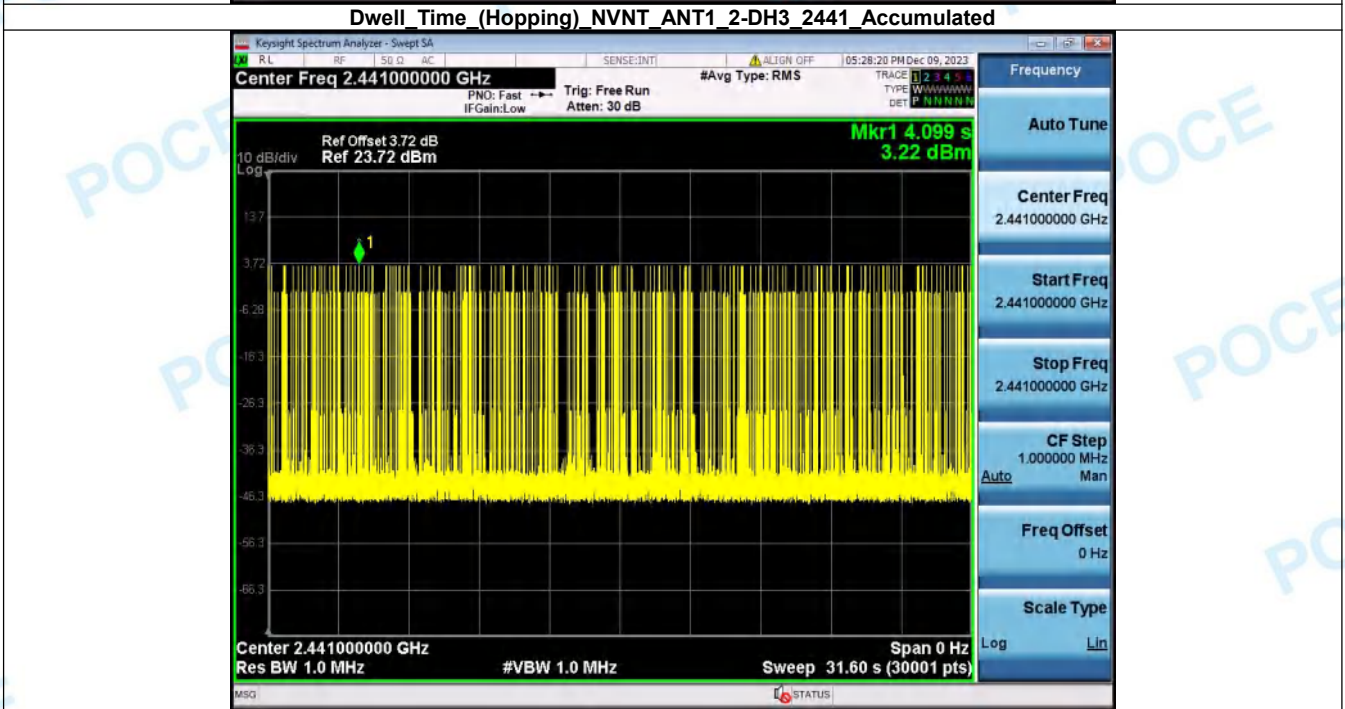 Dwell_Time_(Hopping)_NVNT_ANT1_2-DH3_2441_Accumulated
Keysight Spectrum Analyzer - Swept SA
RL RF 50 Ω AC SENSE:INT ALIGN OFF 05:28:20 PM Dec 09, 2023
Center Freq 2.441000000 GHz
#Avg Type: RMS
TRACE 1 2 3 4 5 6
PNO: Fast
Trig: Free Run
TYPE WWWWWW
IFGain:Low
Atten: 30 dB
DET P N N N N N
Frequency
Auto Tune
Mkr1 4.099 s
3.22 dBm
Ref Offset 3.72 dB
10 dB/div Ref 23.72 dBm
Log
13.7
1
3.72
-6.28
-16.3
-26.3
-36.3
-46.3
-56.3
-66.3
Center Freq
2.441000000 GHz
Start Freq
2.441000000 GHz
Stop Freq
2.441000000 GHz
CF Step
1.000000 MHz
Auto Man
Freq Offset
0 Hz
Scale Type
Log Lin
Center 2.441000000 GHz Span 0 Hz
Res BW 1.0 MHz #VBW 1.0 MHz Sweep 31.60 s (30001 pts)
MSG STATUS
POCE
POCE
PO
POCE
PO